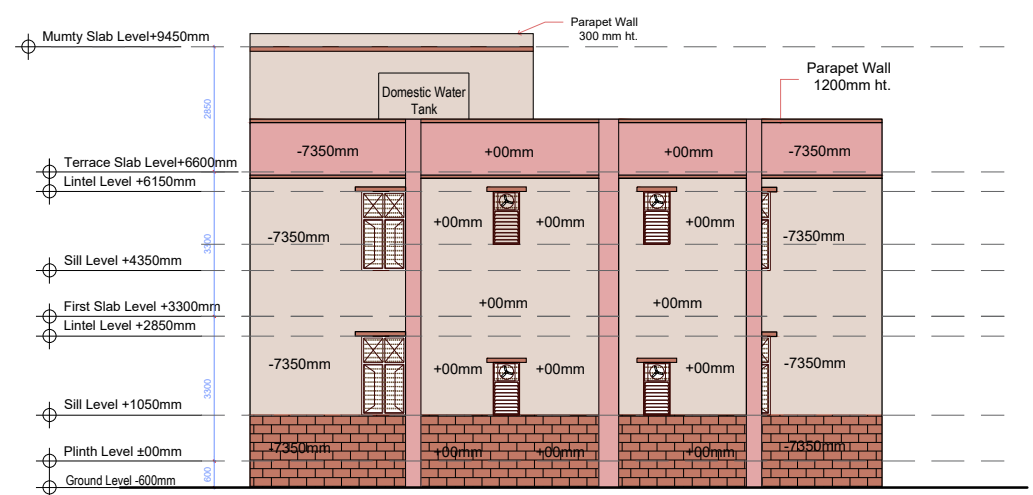 Parapet Wall
300 mm ht.
Mumty Slab Level+9450mm
Parapet Wall
1200mm ht.
Domestic Water
Tank
2850
-7350mm
+00mm
+00mm
-7350mm
Terrace Slab Level+6600mm
Lintel Level +6150mm
+00mm
+00mm
+00mm
-7350mm
-7350mm
3300
Sill Level +4350mm
First Slab Level +3300mm
+00mm
+00mm
Lintel Level +2850mm
-7350mm
+00mm
+00mm
+00mm
-7350mm
3300
Sill Level +1050mm
-7350mm
+00mm
+00mm
+00mm
-7350mm
Plinth Level ±00mm
600
Ground Level -600mm